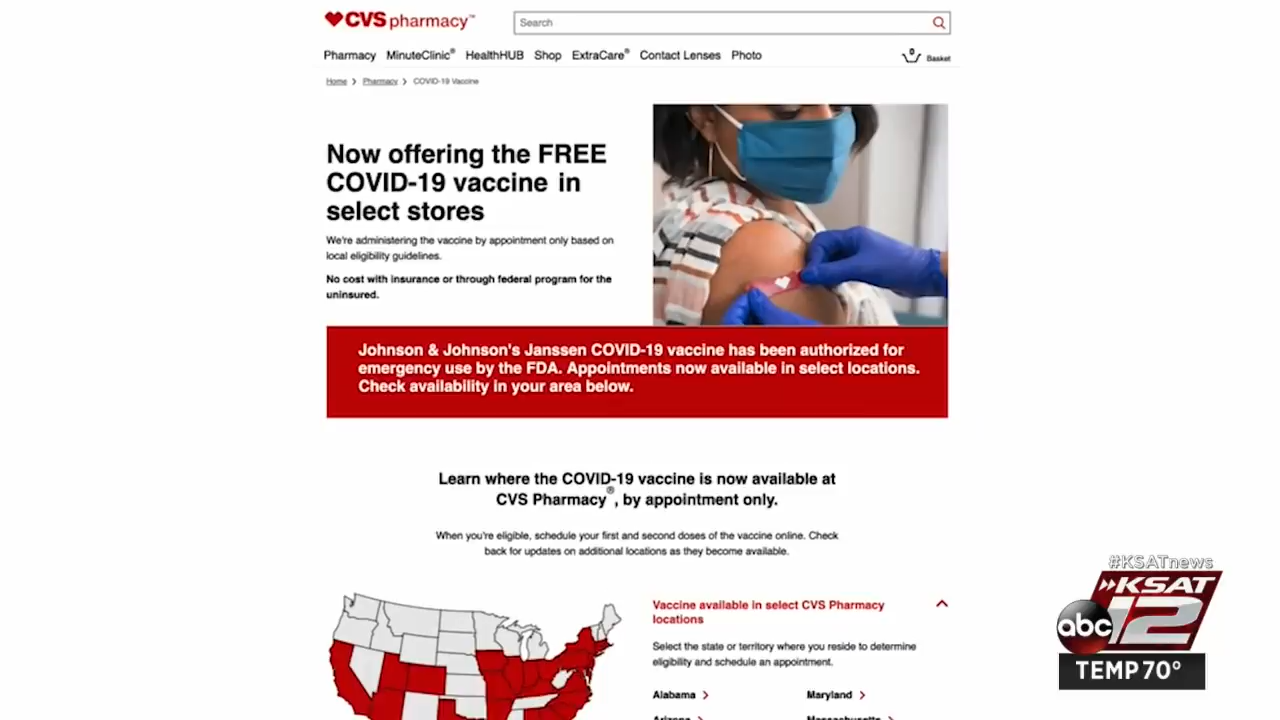 CVS pharmacy™
Search
Pharmacy MinuteClinic® HealthHUB Shop ExtraCare® Contact Lenses Photo
0
Basket
Home > Pharmacy > COVID-19 Vaccine
Now offering the FREE
COVID-19 vaccine in
select stores
We're administering the vaccine by appointment only based on
local eligibility guidelines.
No cost with insurance or through federal program for the
uninsured.
Johnson & Johnson's Janssen COVID-19 vaccine has been authorized for
emergency use by the FDA. Appointments now available in select locations.
Check availability in your area below.
Learn where the COVID-19 vaccine is now available at
CVS Pharmacy®, by appointment only.
When you're eligible, schedule your first and second doses of the vaccine online. Check
back for updates on additional locations as they become available.
Vaccine available in select CVS Pharmacy
locations
Select the state or territory where you reside to determine
eligibility and schedule an appointment.
Alabama > Maryland >
Arizona > Massachusetts >
#KSATnews
KSAT
abc 12
TEMP 70°